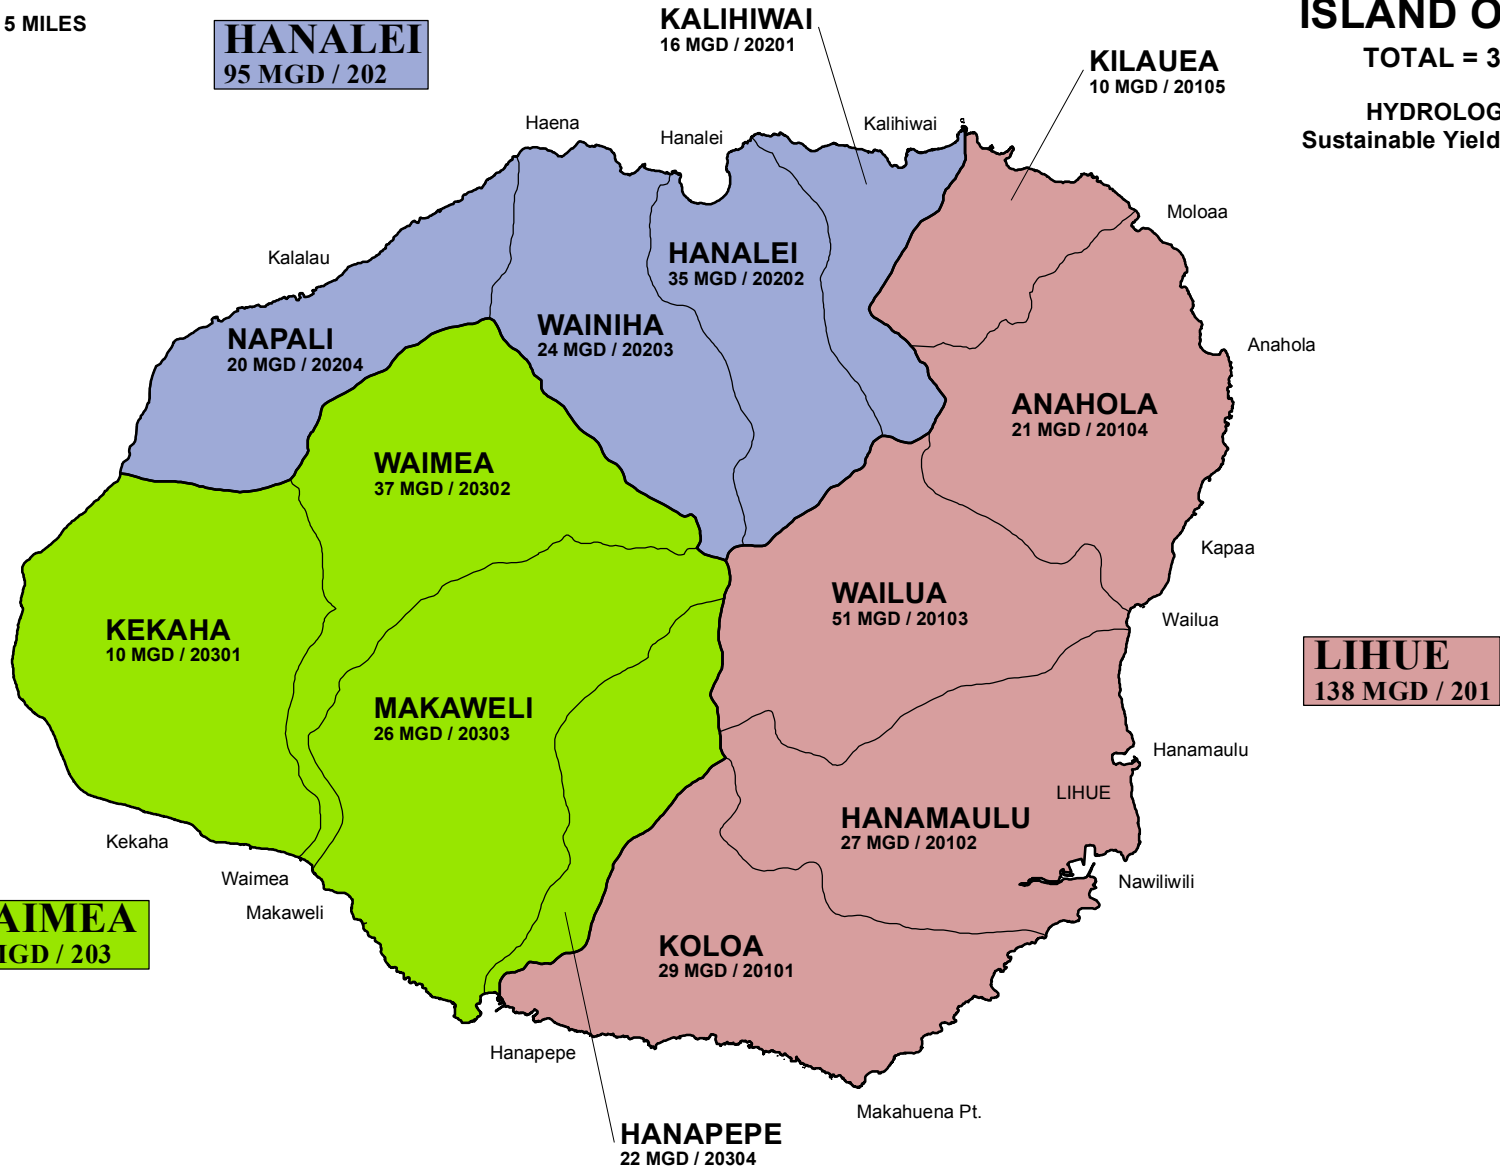 5 MILES
HANALEI
95 MGD / 202
KALIHIWAI
16 MGD / 20201
KILAUEA
10 MGD / 20105
ISLAND O
TOTAL = 3
HYDROLOG
Sustainable Yield
Haena
Hanalei
Kalihiwai
Moloaa
Kalalau
HANALEI
35 MGD / 20202
NAPALI
20 MGD / 20204
WAINIHA
24 MGD / 20203
Anahola
ANAHOLA
21 MGD / 20104
WAIMEA
37 MGD / 20302
Kapaa
WAILUA
51 MGD / 20103
Wailua
KEKAHA
10 MGD / 20301
LIHUE
138 MGD / 201
MAKAWELI
26 MGD / 20303
Hanamaulu
LIHUE
HANAMAULU
27 MGD / 20102
Kekaha
Waimea
Makaweli
Nawiliwili
AIMEA
MGD / 203
KOLOA
29 MGD / 20101
Hanapepe
Makahuena Pt.
HANAPEPE
22 MGD / 20304